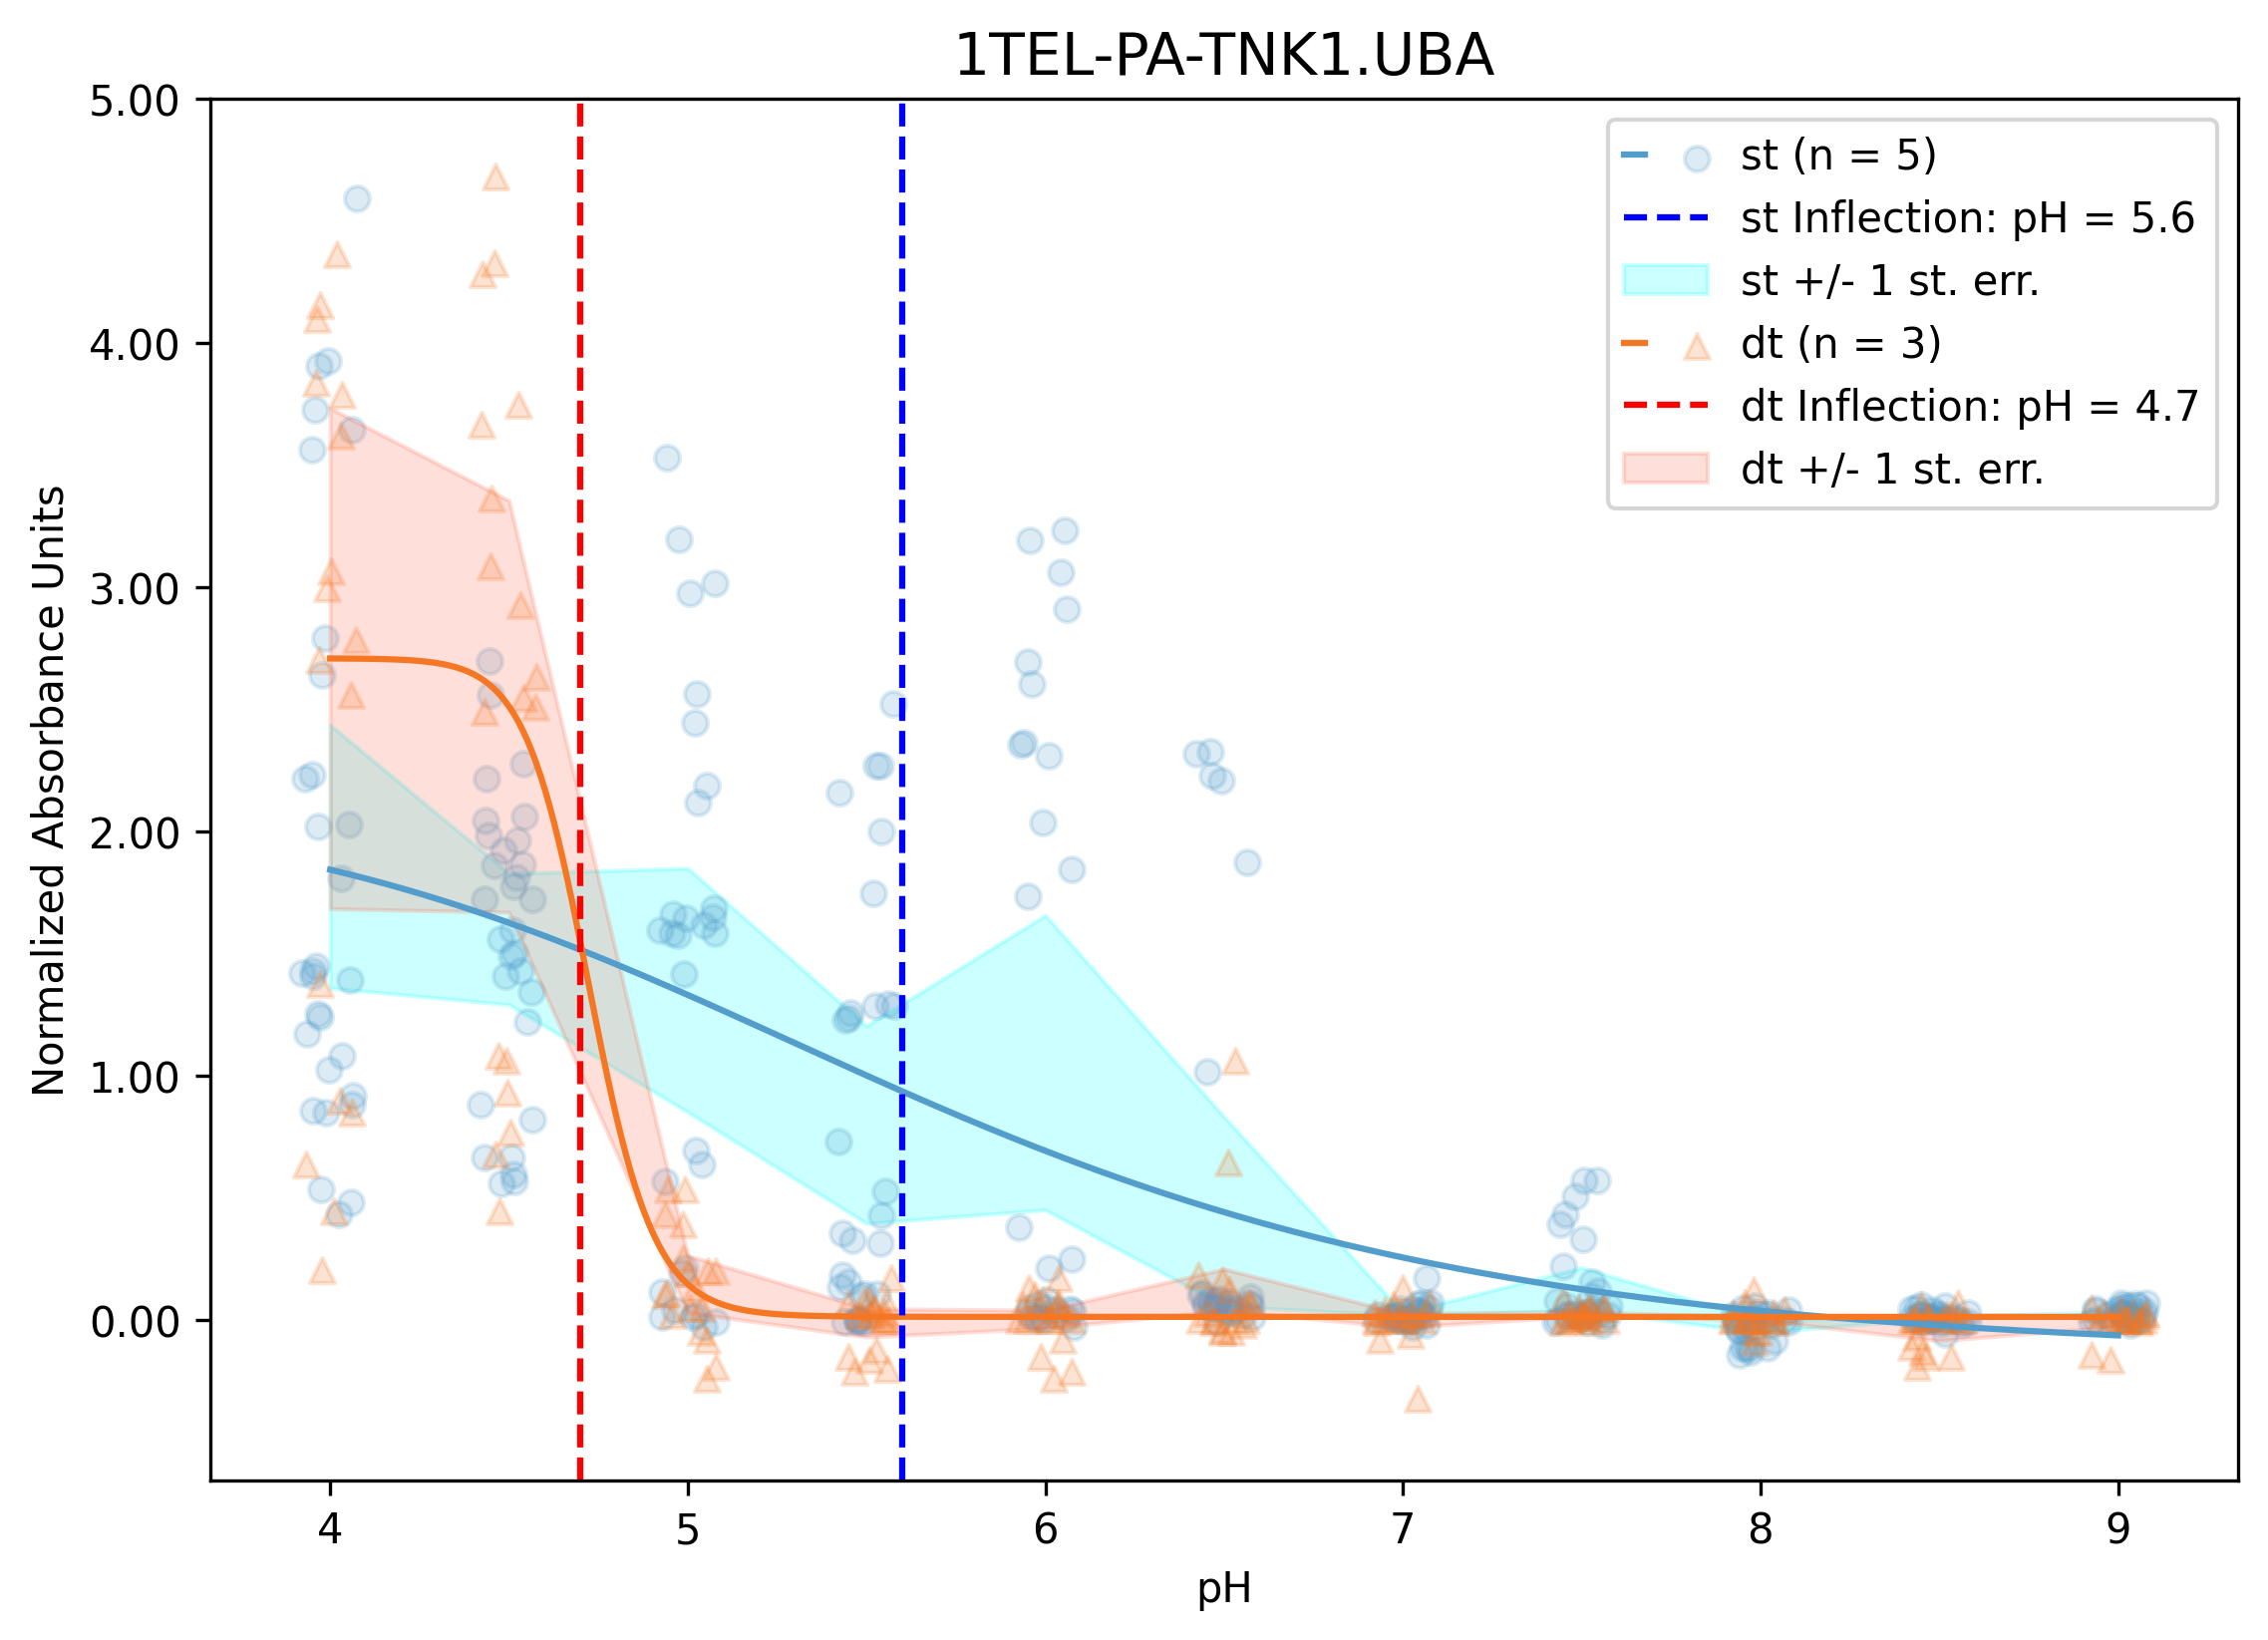 1TEL-PA-TNK1.UBA
5.00
4.00
3.00
2.00
1.00
0.00
Normalized Absorbance Units
st (n = 5)
st Inflection: pH = 5.6
st +/- 1 st. err.
dt (n = 3)
dt Inflection: pH = 4.7
dt +/- 1 st. err.
4 5 6 7 8 9
pH